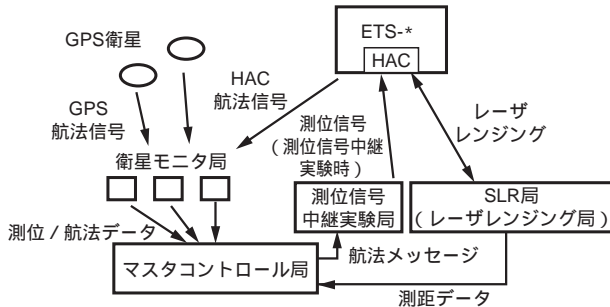 GPS衛星
ETS-*
HAC
HAC
航法信号
GPS
航法信号
測位信号
（測位信号中継
実験時）
レーザ
レンジング
衛星モニタ局
測位信号
中継実験局
SLR局
（レーザレンジング局）
測位 / 航法データ
マスタコントロール局
航法メッセージ
測距データ